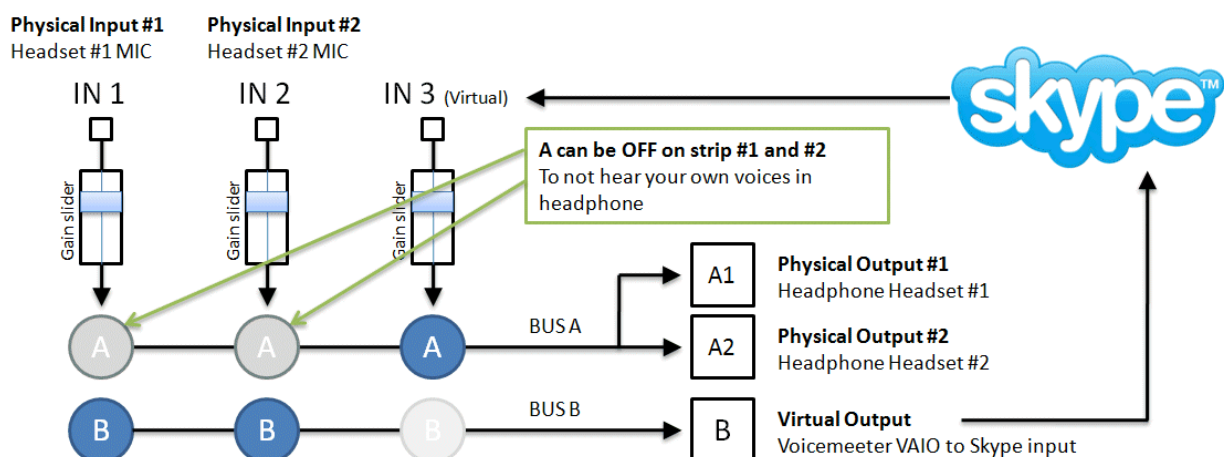 Physical Input #1
Headset #1 MIC
Physical Input #2
Headset #2 MIC
IN 1
IN 2
IN 3 (Virtual)
skype™
Gain slider
Gain slider
Gain slider
A can be OFF on strip #1 and #2
To not hear your own voices in
headphone
A
A
A
BUS A
A1
Physical Output #1
Headphone Headset #1
A2
Physical Output #2
Headphone Headset #2
B
B
B
BUS B
B
Virtual Output
Voicemeeter VAIO to Skype input